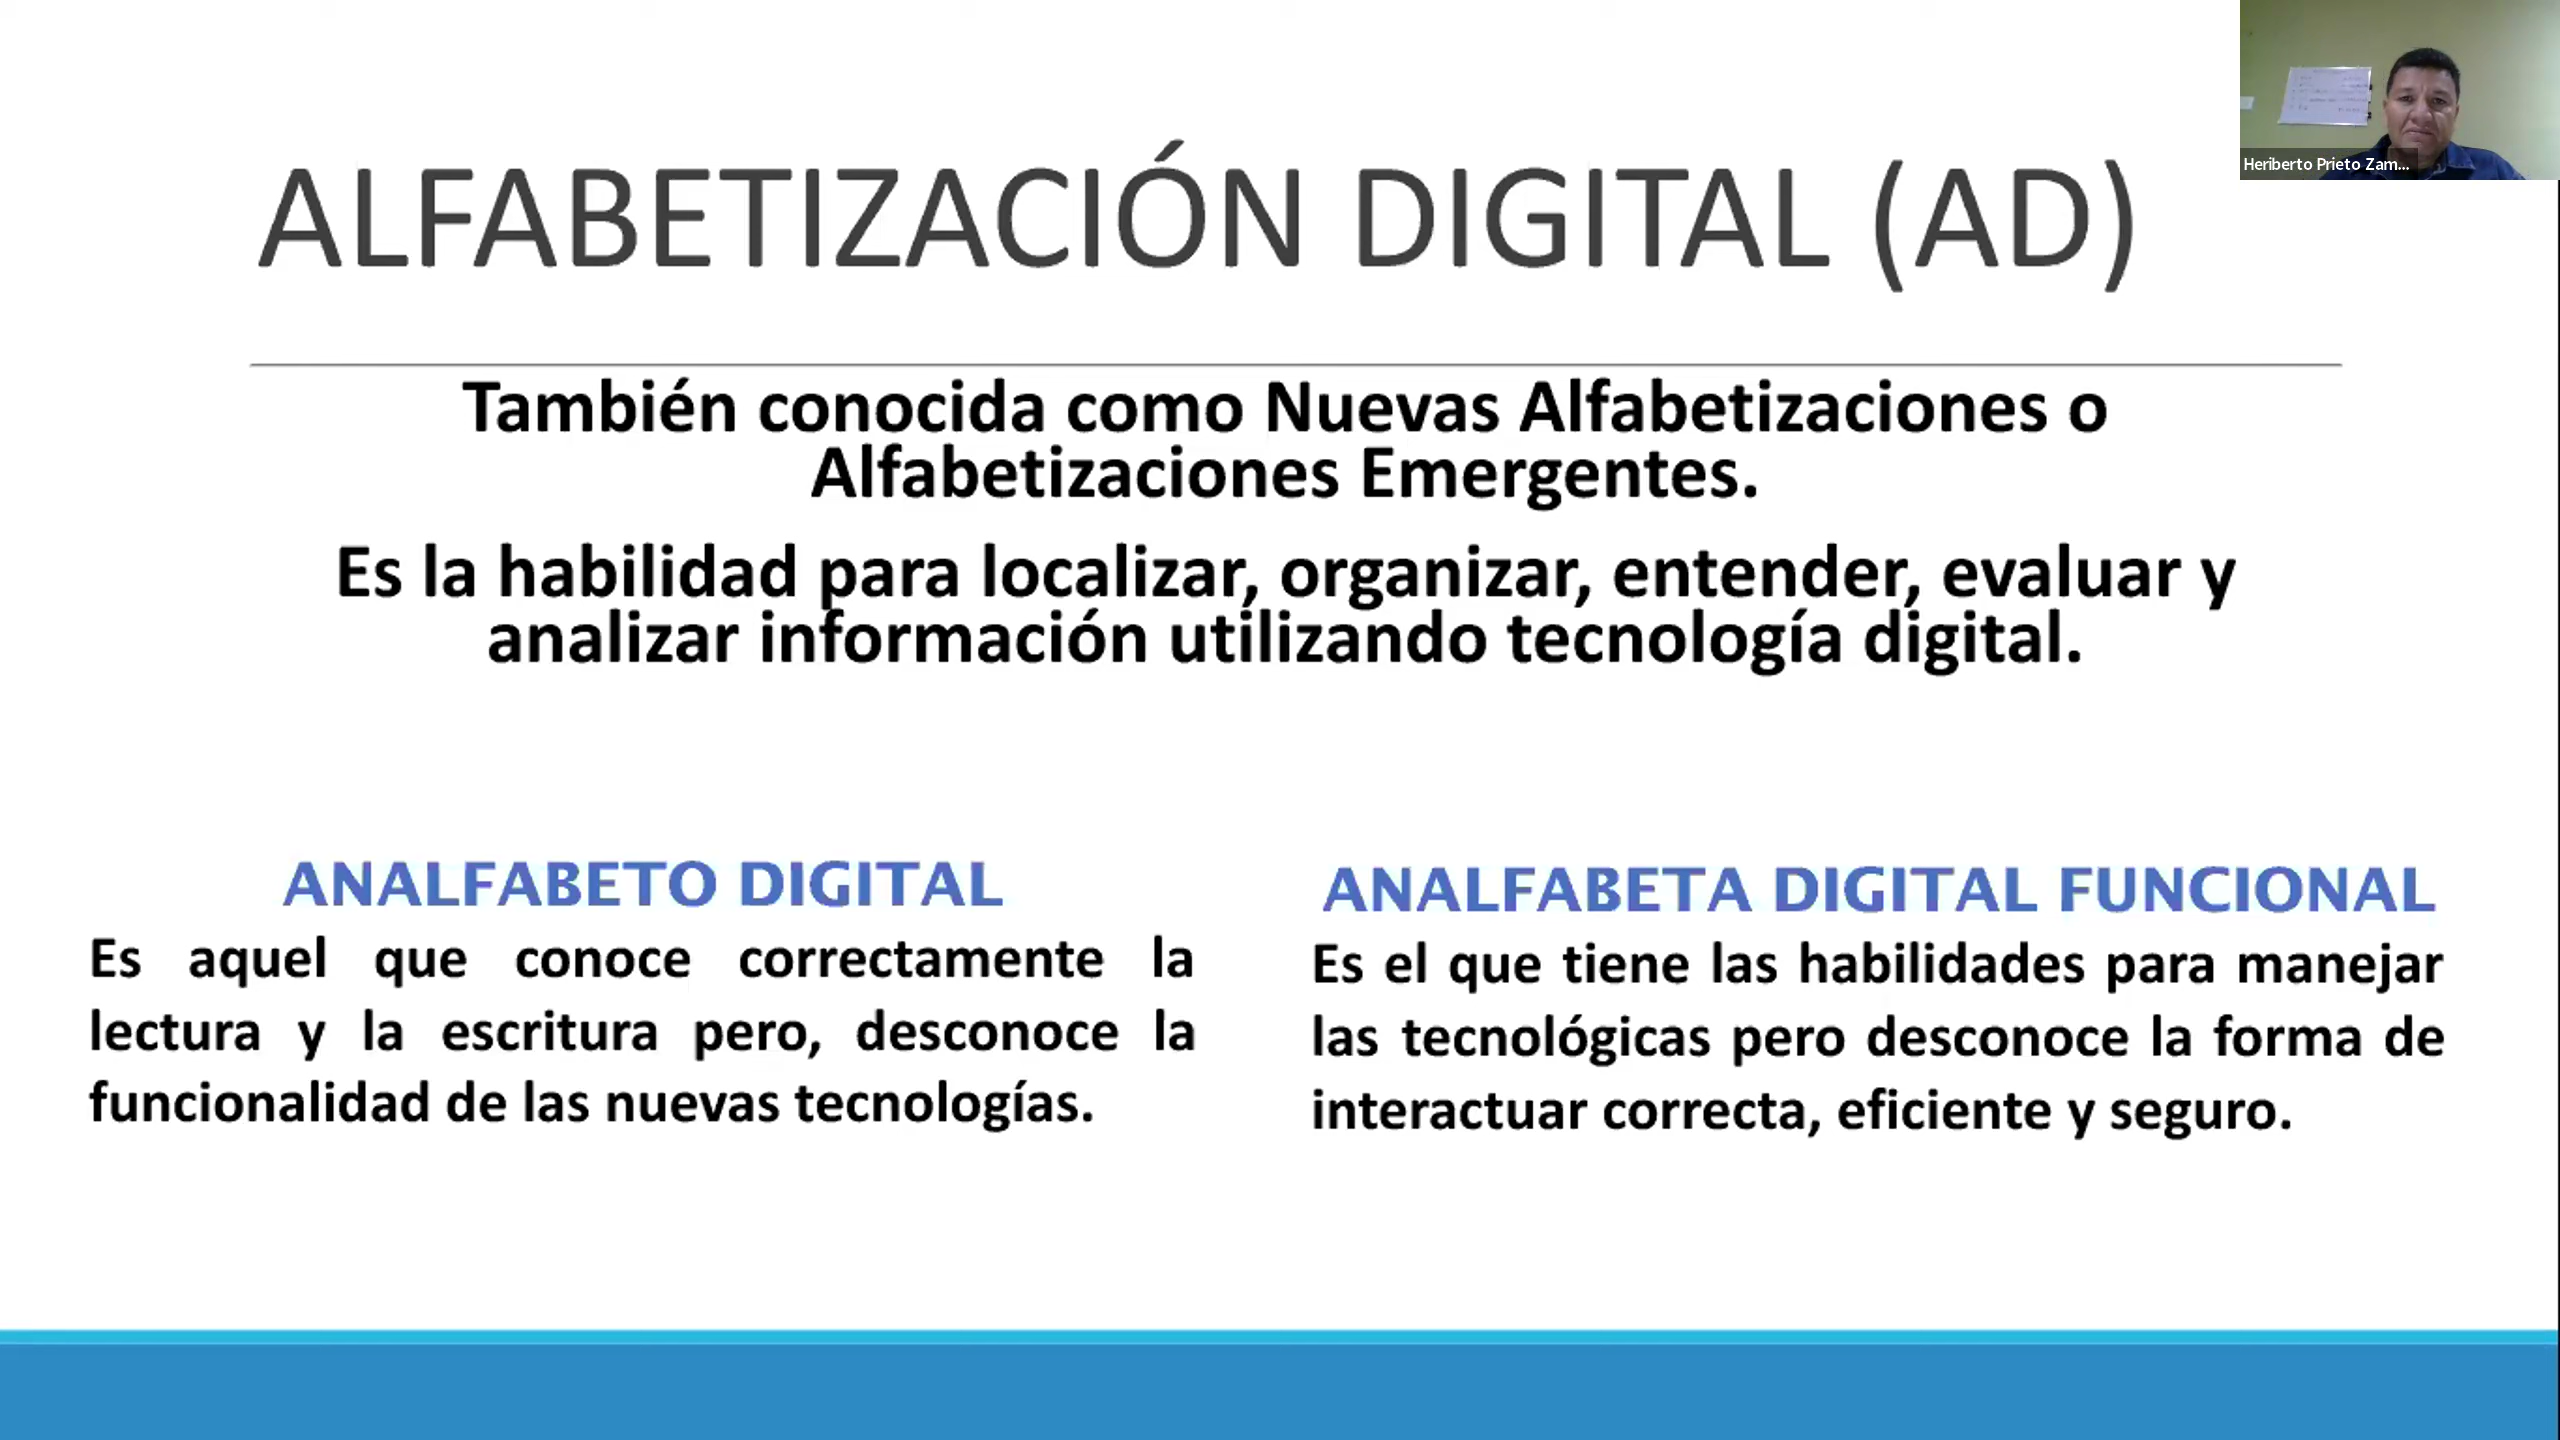 ALFABETIZACIÓN DIGITAL (AD)
También conocida como Nuevas Alfabetizaciones o
Alfabetizaciones Emergentes.
Es la habilidad para localizar, organizar, entender, evaluar y
analizar información utilizando tecnología digital.
ANALFABETO DIGITAL
Es aquel que conoce correctamente la
lectura y la escritura pero, desconoce la
funcionalidad de las nuevas tecnologías.
ANALFABETA DIGITAL FUNCIONAL
Es el que tiene las habilidades para manejar
las tecnológicas pero desconoce la forma de
interactuar correcta, eficiente y seguro.
Heriberto Prieto Zam...